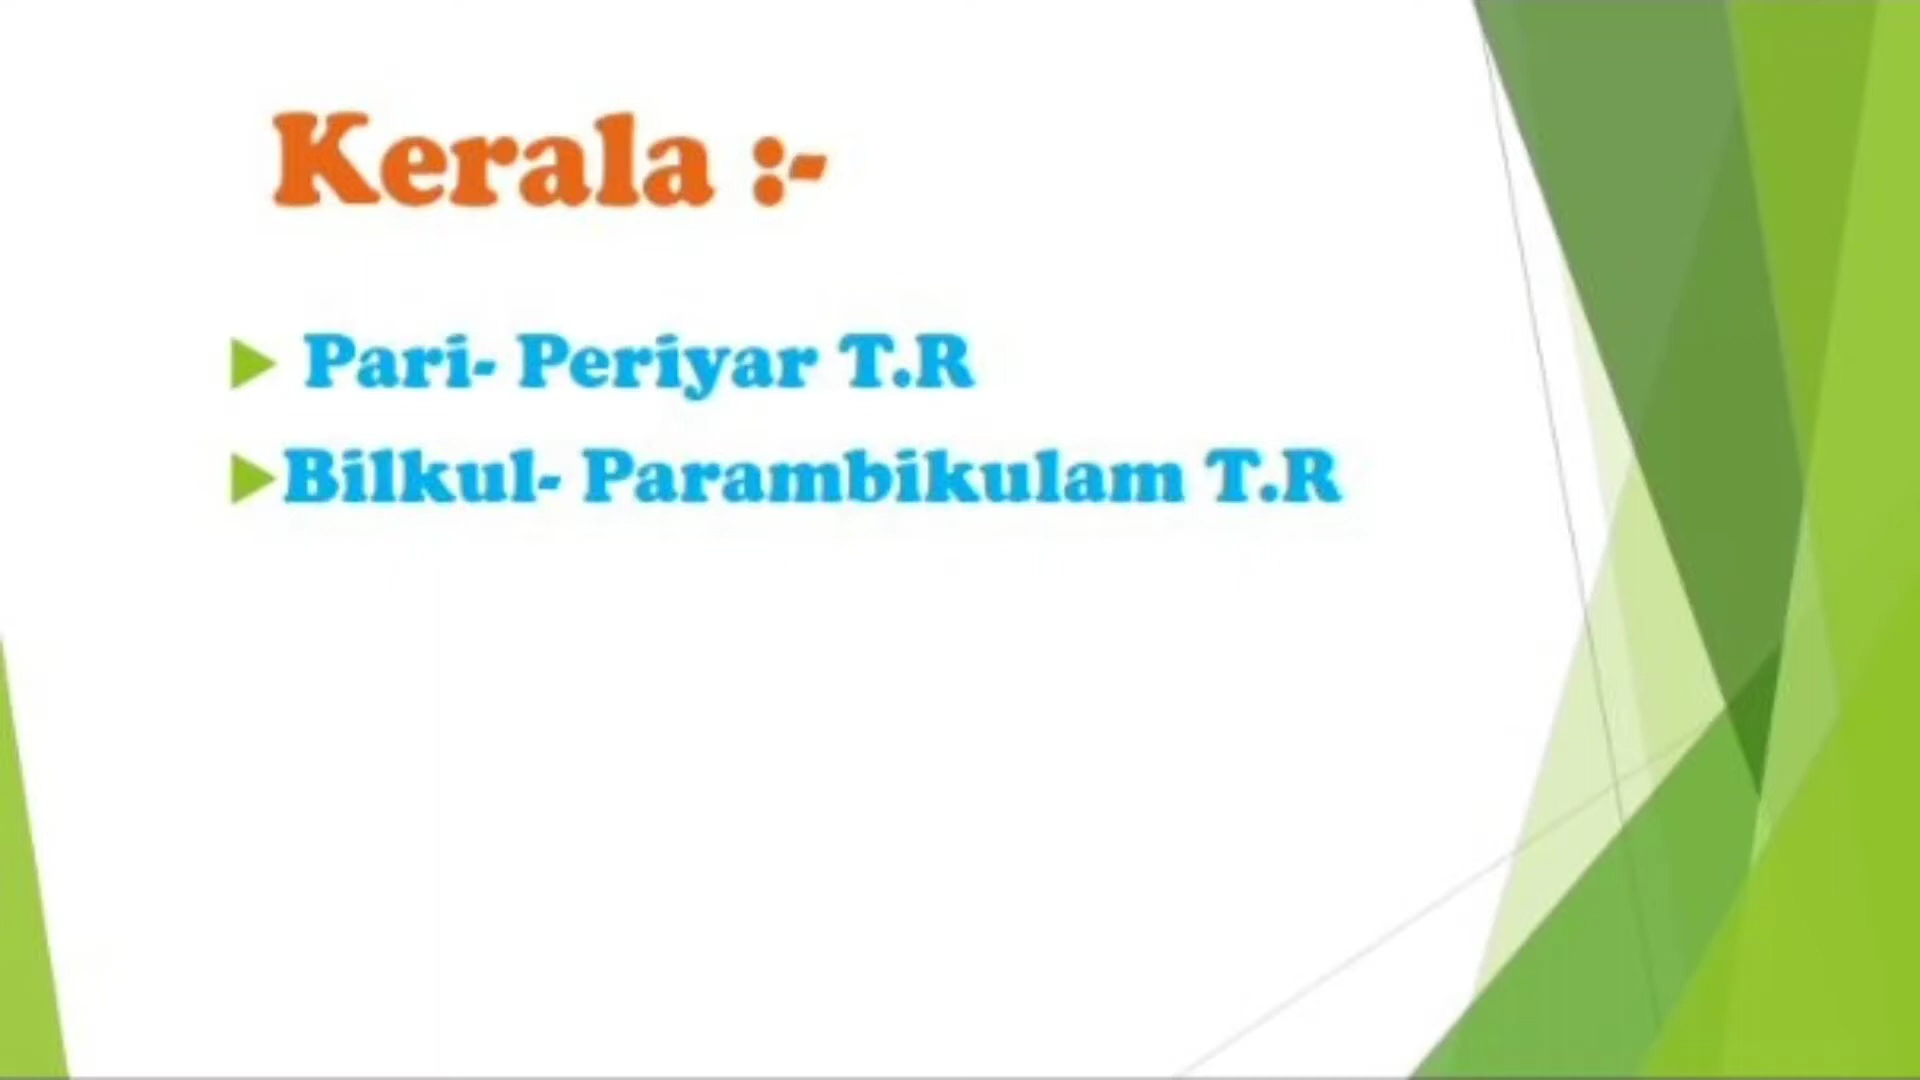 Kerala :-
Pari- Periyar T.R
Bilkul- Parambikulam T.R